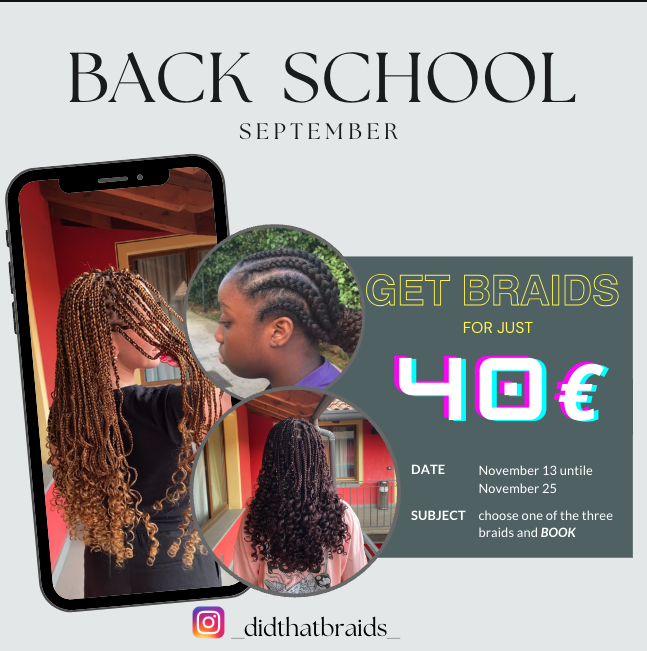 BACK SCHOOL
SEPTEMBER
GET BRAIDS
FOR JUST
40€
DATE November 13 untile
November 25
SUBJECT choose one of the three
braids and BOOK
_didthatbraids_